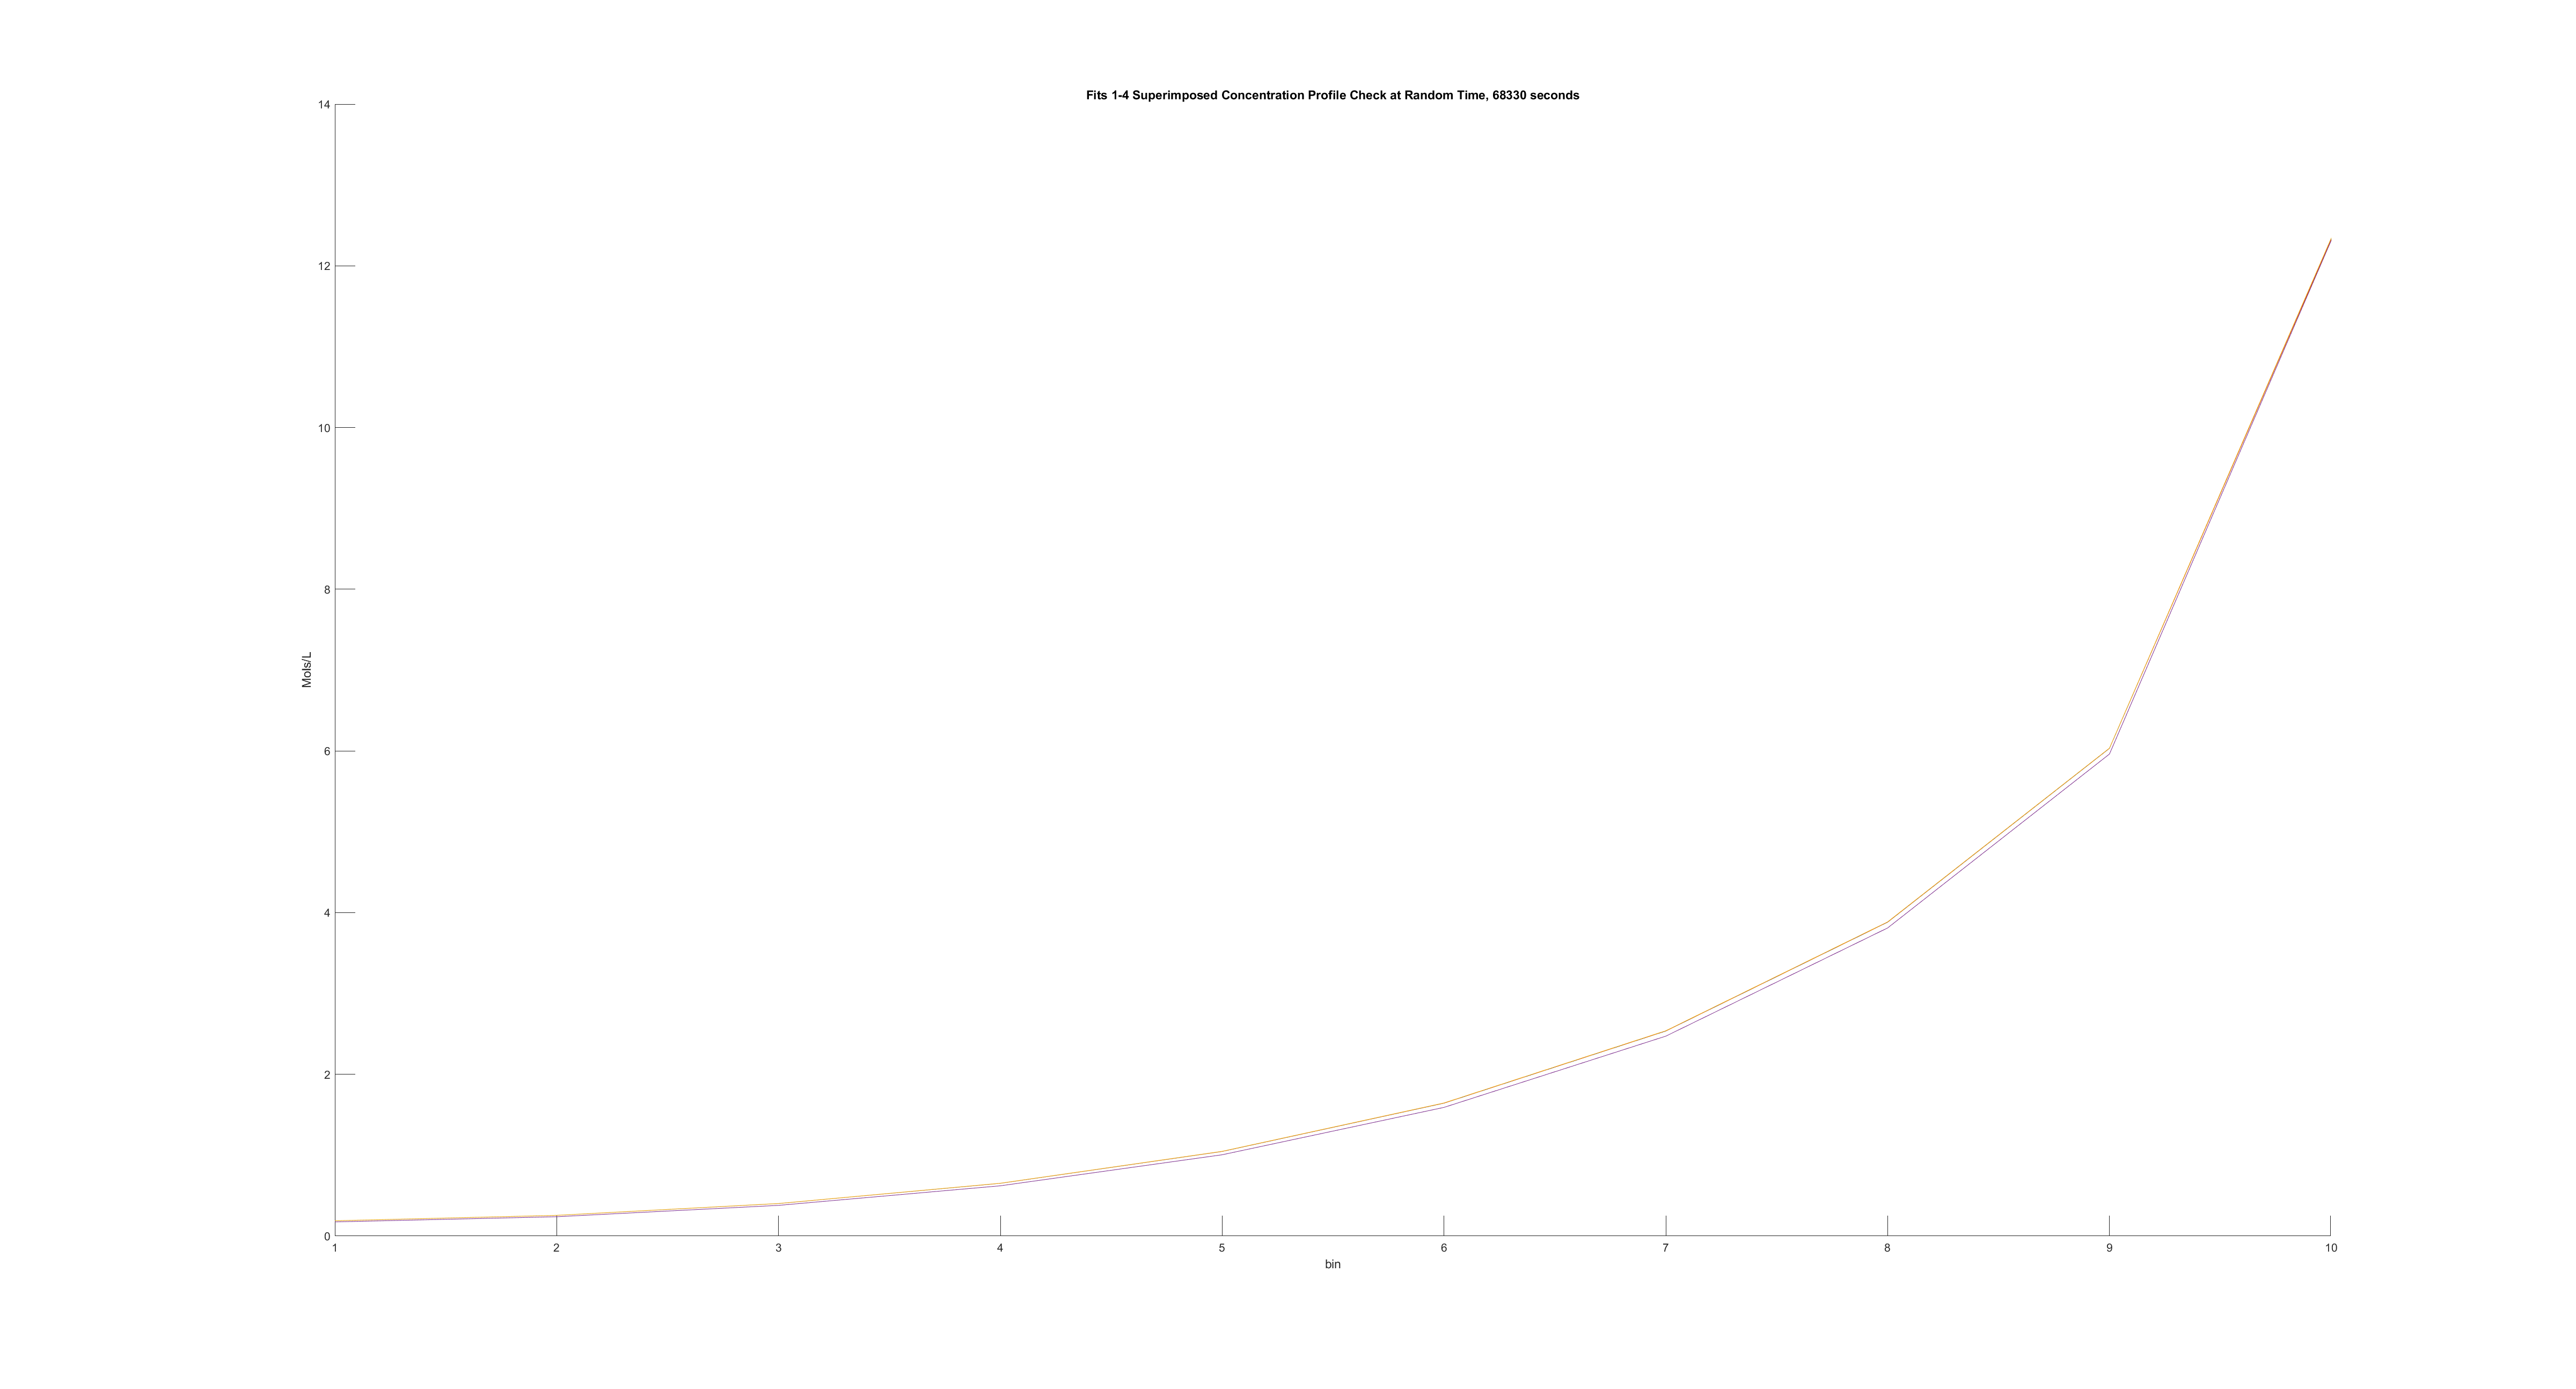 Fits 1-4 Superimposed Concentration Profile Check at Random Time, 68330 seconds
14
12
10
8
6
4
2
0
Mols/L
1 2 3 4 5 6 7 8 9 10
bin